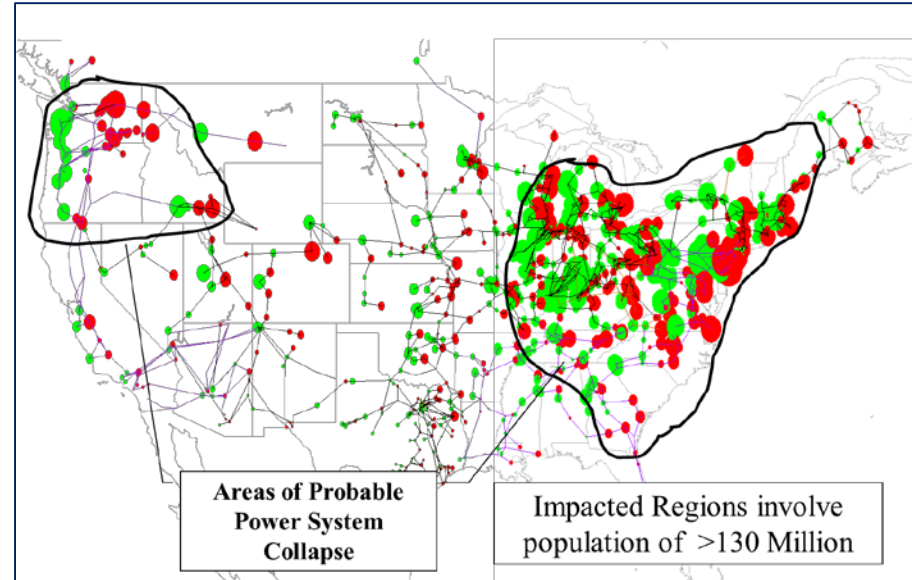 Areas of Probable
Power System
Collapse
Impacted Regions involve
population of >130 Million